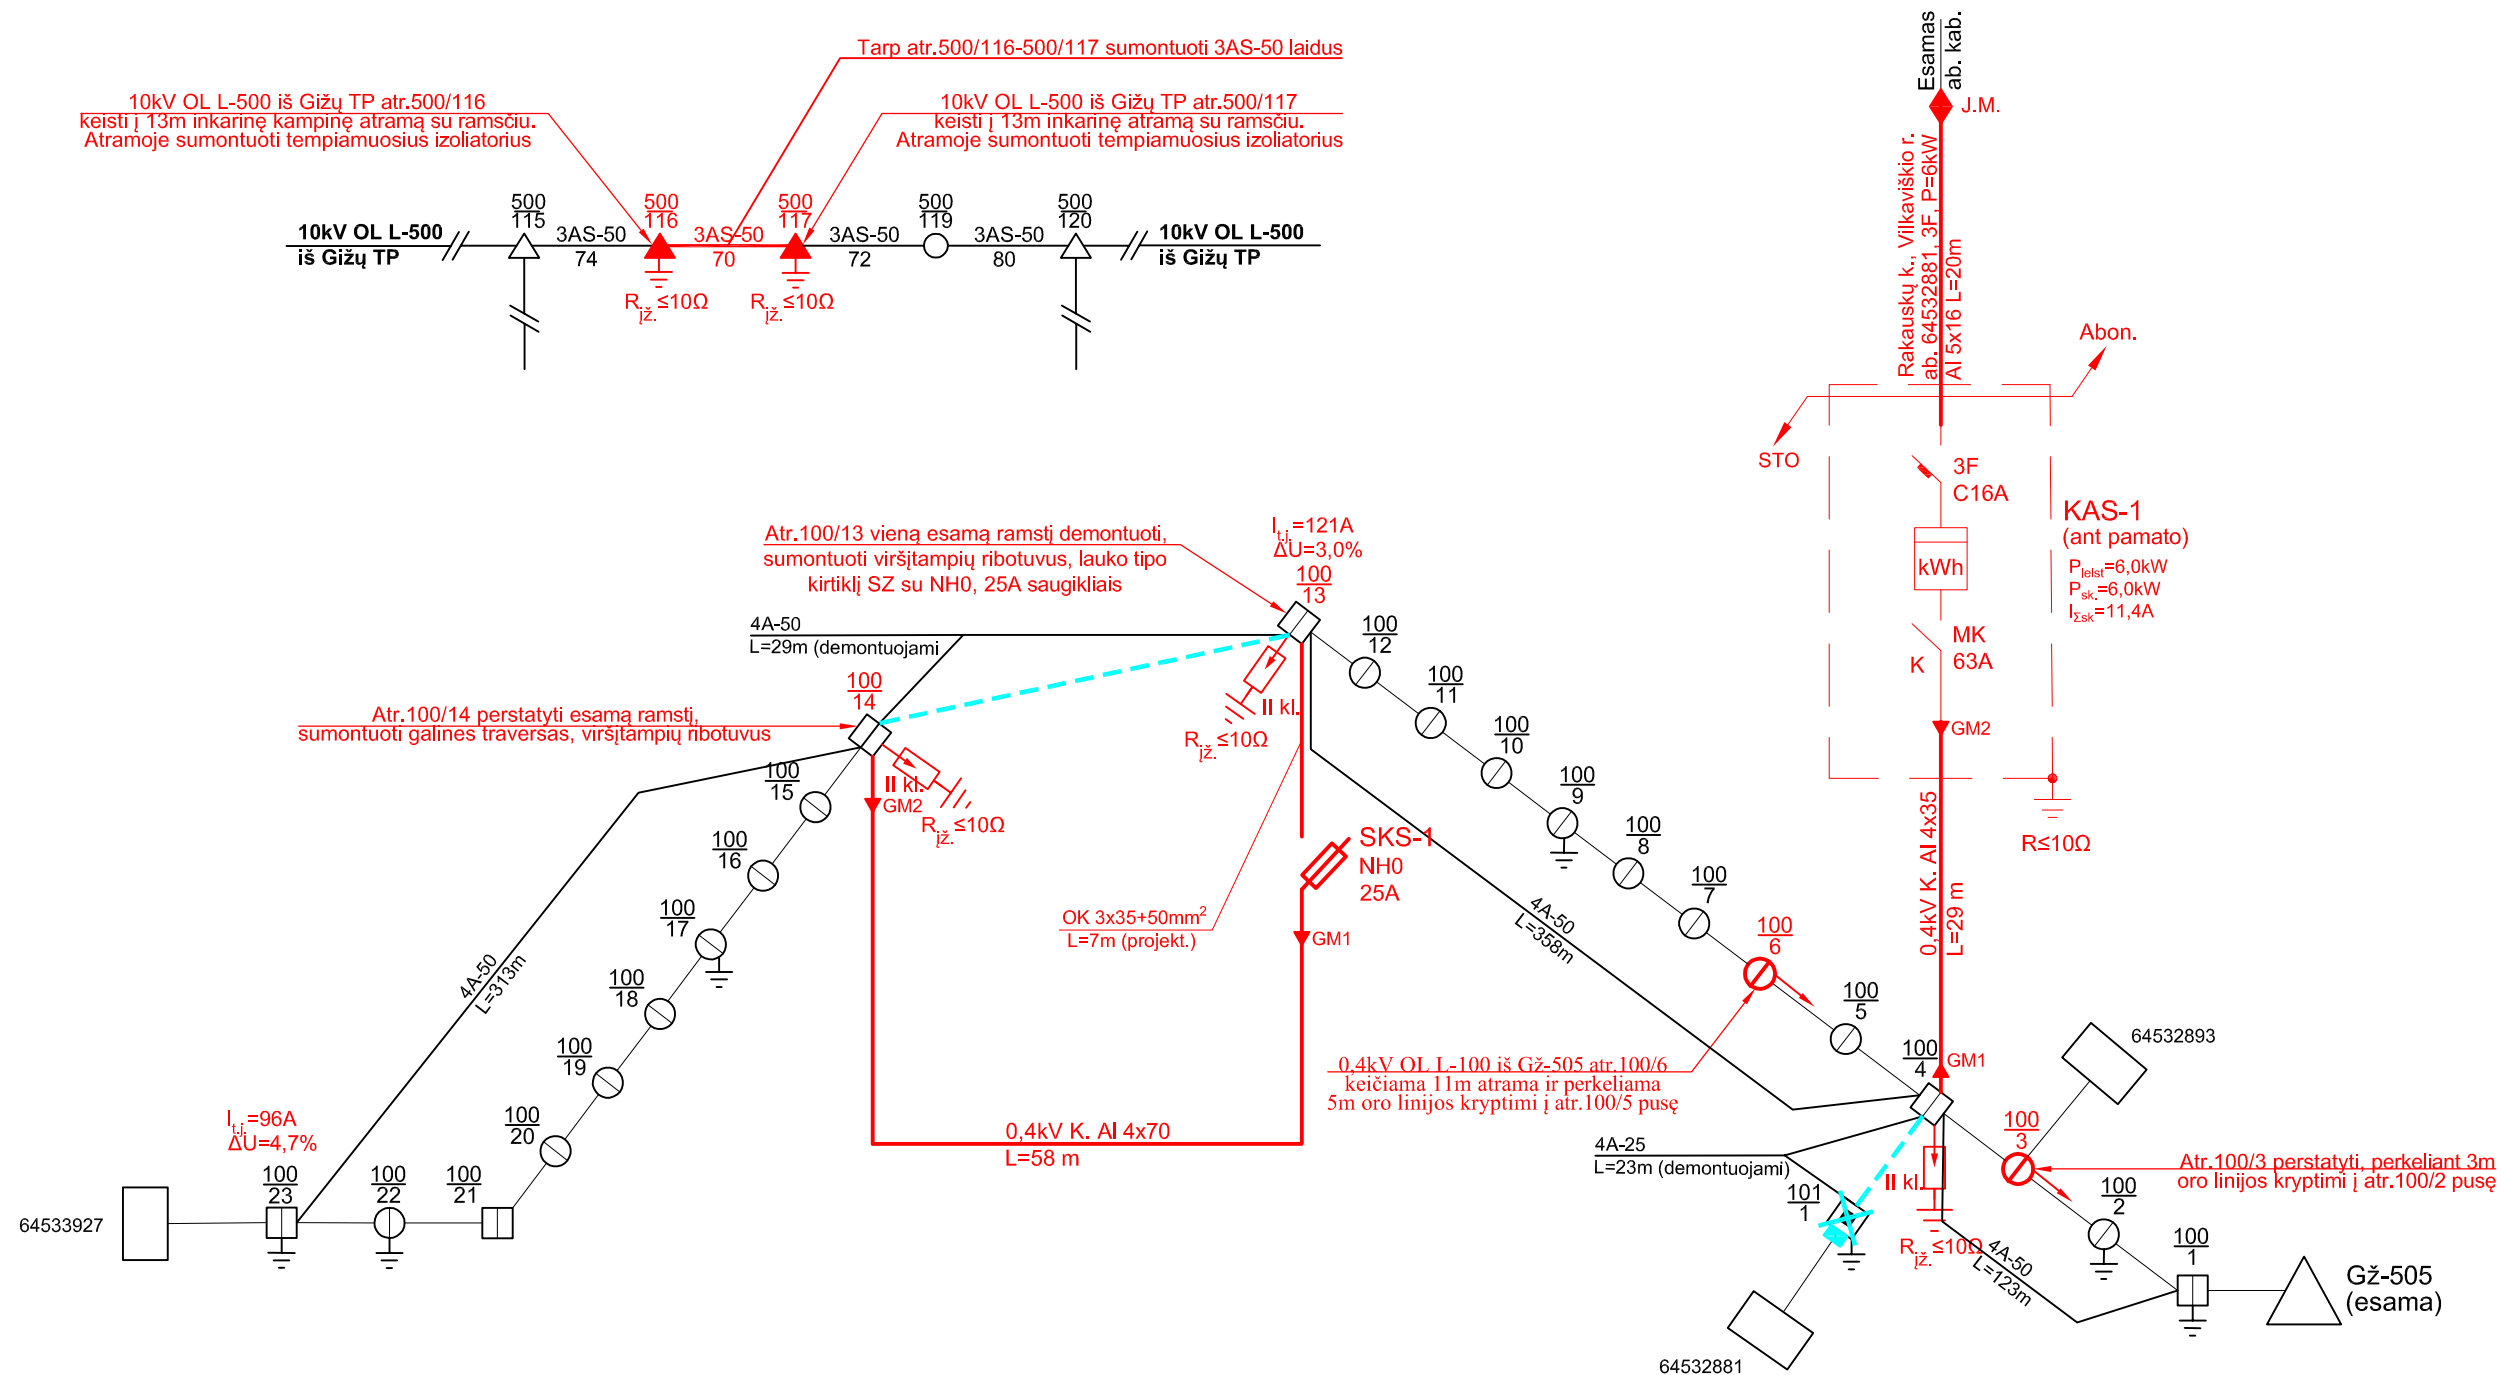 Tarp atr.500/116-500/117 sumontuoti 3AS-50 laidus
10kV OL L-500 iš Gižų TP atr.500/116
keisti į 13m inkarinę kampinę atramą su ramsčiu.
Atramoje sumontuoti tempiamuosius izoliatorius
10kV OL L-500 iš Gižų TP atr.500/117
keisti į 13m inkarinę atramą su ramsčiu.
Atramoje sumontuoti tempiamuosius izoliatorius
10kV OL L-500
iš Gižų TP
500
115
3AS-50
74
500
116
3AS-50
70
500
117
3AS-50
72
500
119
3AS-50
80
500
120
10kV OL L-500
iš Gižų TP
Rįž.≤10Ω
Rįž.≤10Ω
Esamas
ab. kab.
J.M.
Rakauskų k., Vilkaviškio r.
ab. 64532881, 3F, P=6kW
Al 5x16 L=20m
Abon.
STO
3F
C16A
kWh
MK
63A
K
KAS-1
(ant pamato)
Pleist=6,0kW
Psk.=6,0kW
IΣsk=11,4A
GM2
R≤10Ω
0,4kV K. Al 4x35
L=29 m
GM1
Atr.100/13 vieną esamą ramstį demontuoti,
sumontuoti viršįtampių ribotuvus, lauko tipo
kirtiklį SZ su NH0, 25A saugikliais
It.j.=121A
ΔU=3,0%
100
13
4A-50
L=29m (demontuojami
100
14
Atr.100/14 perstatyti esamą ramstį,
sumontuoti galines traversas, viršįtampių ribotuvus
II kl.
Rįž.≤10Ω
II kl.
GM2
Rįž.≤10Ω
SKS-1
NH0
25A
OK 3x35+50mm²
L=7m (projekt.)
GM1
0,4kV K. Al 4x70
L=58 m
100
12
100
11
100
10
100
9
100
8
100
7
100
6
100
5
100
4
4A-50
L=358m
0,4kV OL L-100 iš Gž-505 atr.100/6
keičiama 11m atrama ir perkeliama
5m oro linijos kryptimi į atr.100/5 pusę
100
15
100
16
100
17
100
18
100
19
100
20
100
21
100
22
100
23
4A-50
L=313m
It.j.=96A
ΔU=4,7%
64533927
64532893
100
3
Atr.100/3 perstatyti, perkeliant 3m
oro linijos kryptimi į atr.100/2 pusę
100
2
100
1
4A-25
L=23m (demontuojami)
101
1
II kl.
Rįž.≤10Ω
4A-50
L=123m
Gž-505
(esama)
64532881